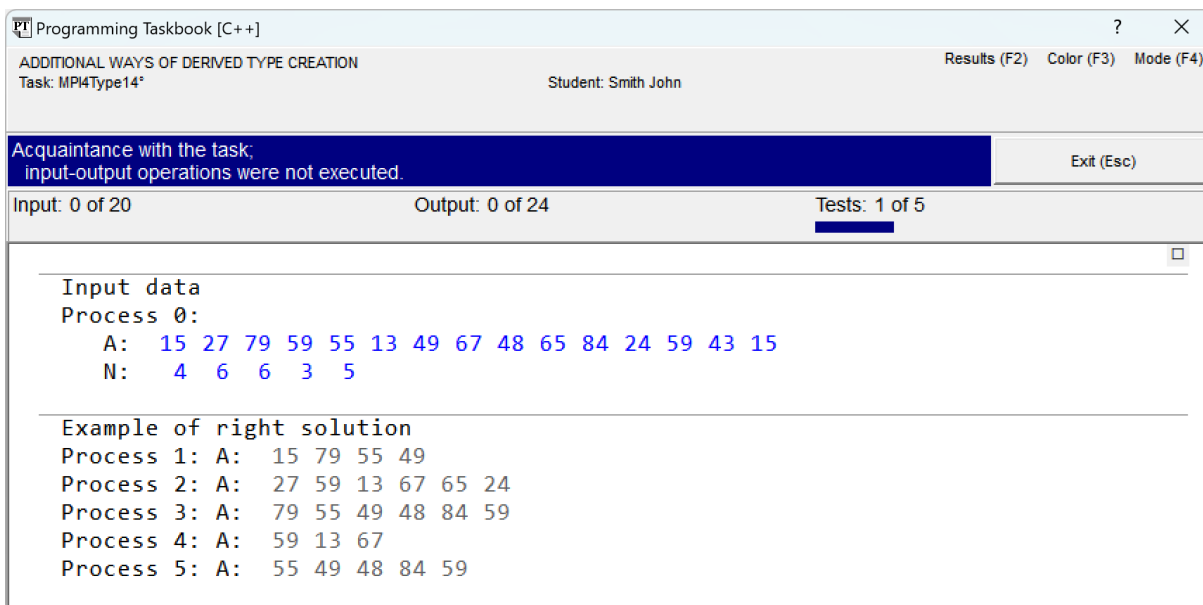 PT Programming Taskbook [C++] ? ×
ADDITIONAL WAYS OF DERIVED TYPE CREATION Results (F2) Color (F3) Mode (F4)
Task: MPI4Type14° Student: Smith John
Acquaintance with the task;
input-output operations were not executed.
Exit (Esc)
Input: 0 of 20 Output: 0 of 24 Tests: 1 of 5
Input data
Process 0:
A: 15 27 79 59 55 13 49 67 48 65 84 24 59 43 15
N: 4 6 6 3 5
Example of right solution
Process 1: A: 15 79 55 49
Process 2: A: 27 59 13 67 65 24
Process 3: A: 79 55 49 48 84 59
Process 4: A: 59 13 67
Process 5: A: 55 49 48 84 59